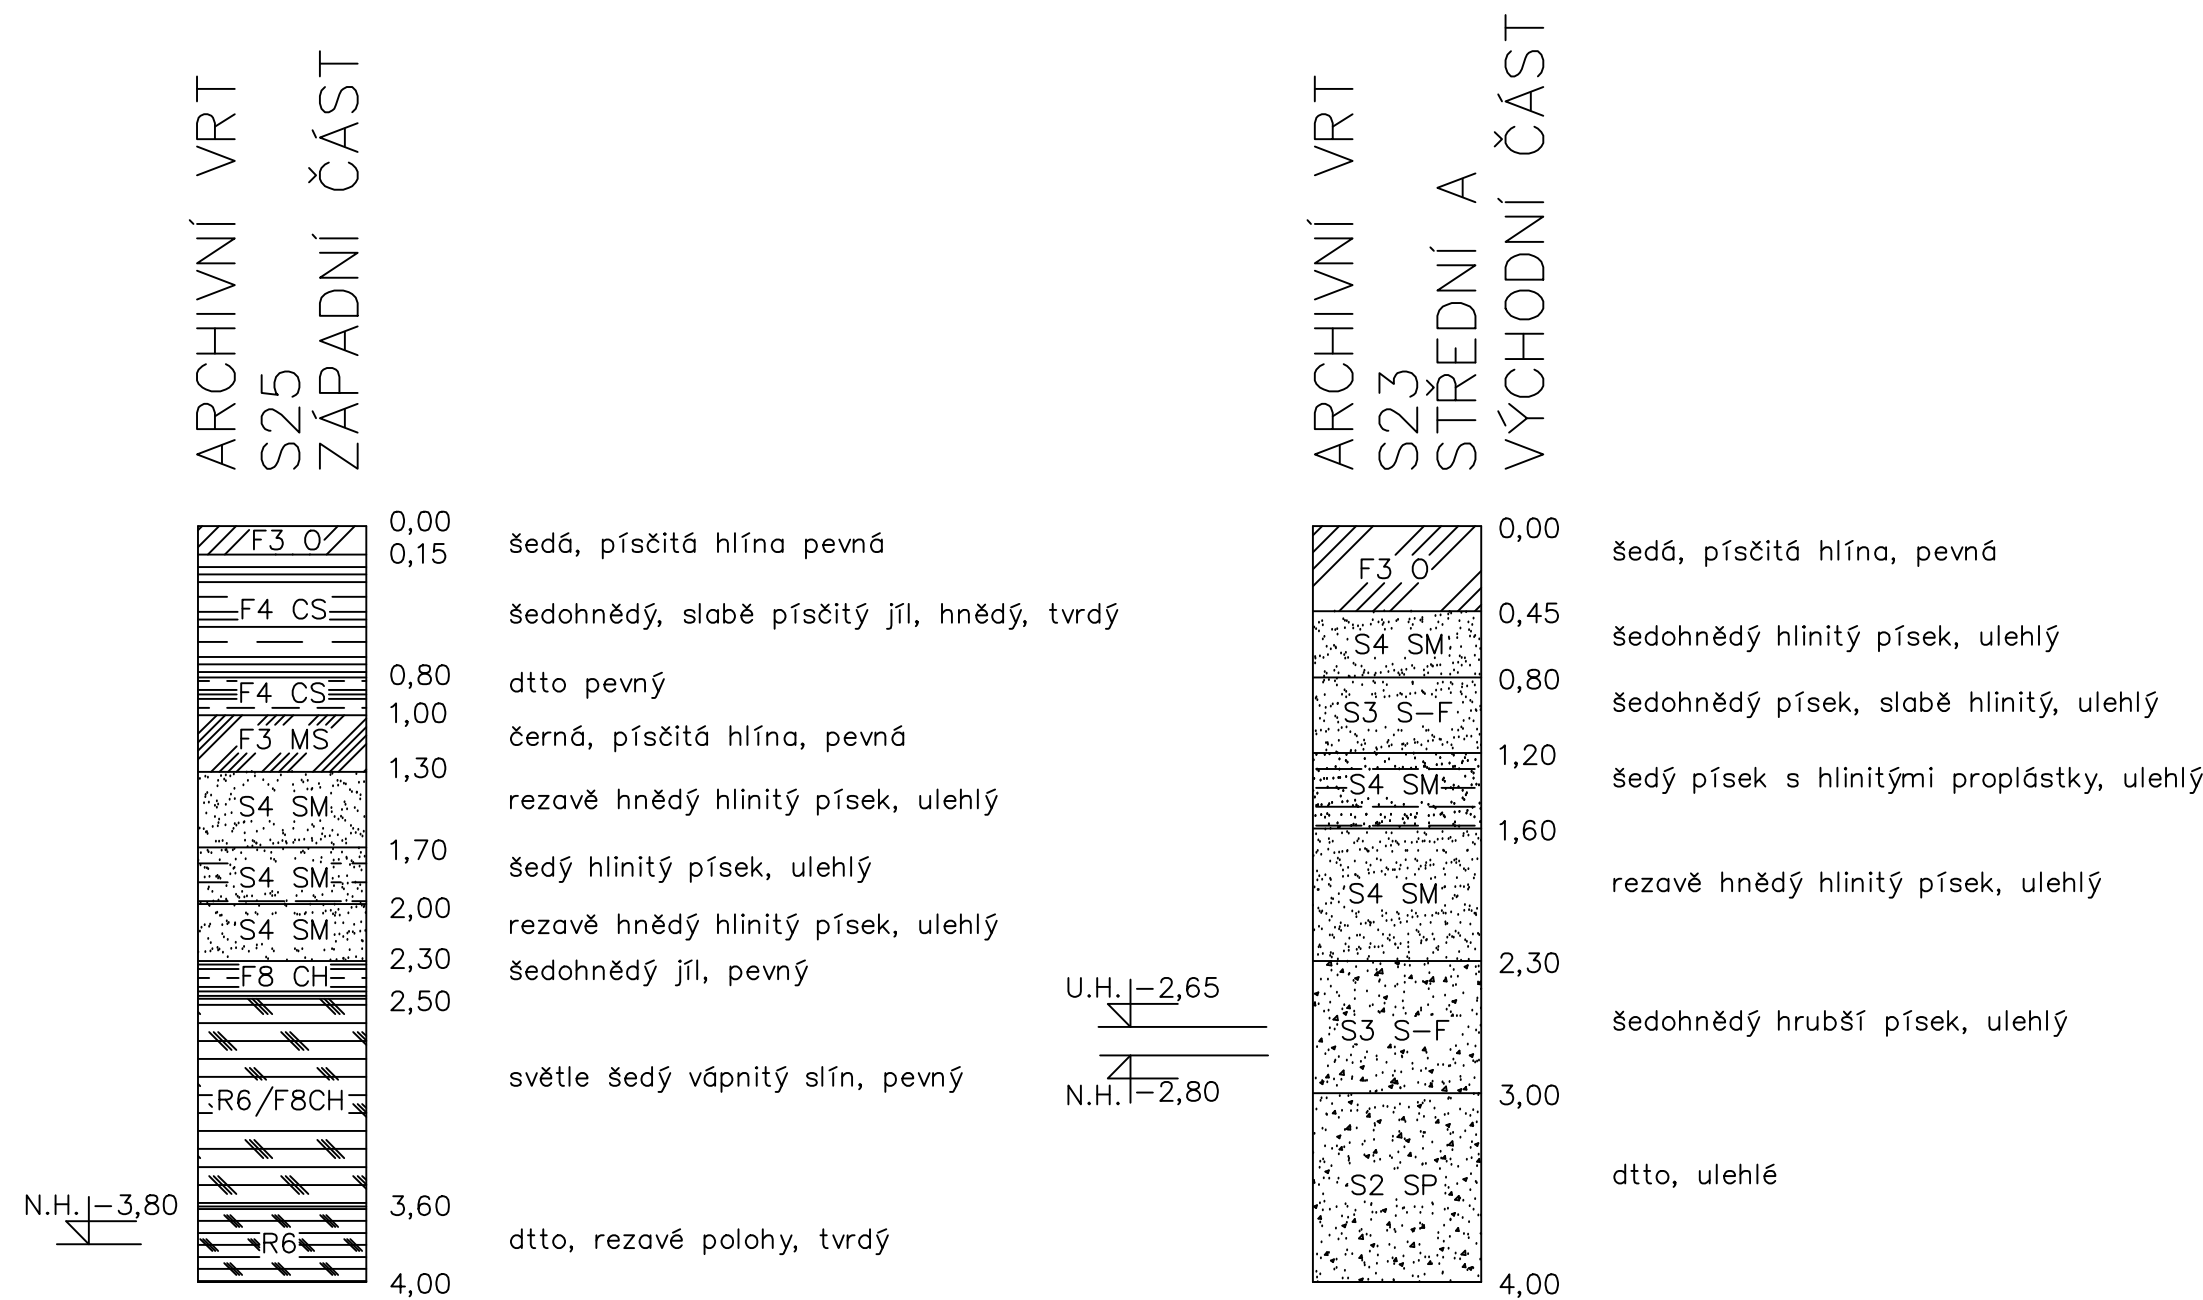 ARCHIVNÍ VRT
S25
ZÁPADNÍ ČÁST
0,00
F3 O
šedá, písčitá hlína pevná
0,15
F4 CS
šedohnědý, slabě písčitý jíl, hnědý, tvrdý
0,80
F4 CS
dtto pevný
1,00
F3 MS
černá, písčitá hlína, pevná
1,30
S4 SM
rezavě hnědý hlinitý písek, ulehlý
1,70
S4 SM
šedý hlinitý písek, ulehlý
2,00
S4 SM
rezavě hnědý hlinitý písek, ulehlý
2,30
F8 CH
šedohnědý jíl, pevný
2,50
R6/F8CH
světle šedý vápnitý slín, pevný
3,60
N.H. -3,80
R6
dtto, rezavé polohy, tvrdý
4,00
ARCHIVNÍ VRT
S23
STŘEDNÍ A
VÝCHODNÍ ČÁST
0,00
F3 O
šedá, písčitá hlína, pevná
0,45
S4 SM
šedohnědý hlinitý písek, ulehlý
0,80
S3 S-F
šedohnědý písek, slabě hlinitý, ulehlý
1,20
S4 SM
šedý písek s hlinitými proplástky, ulehlý
1,60
S4 SM
rezavě hnědý hlinitý písek, ulehlý
2,30
U.H. -2,65
S3 S-F
šedohnědý hrubší písek, ulehlý
N.H. -2,80
3,00
S2 SP
dtto, ulehlé
4,00